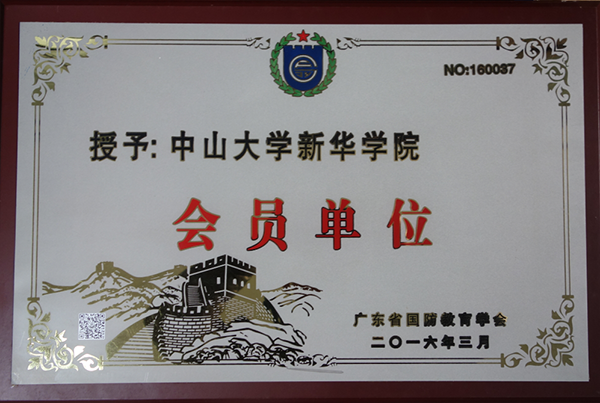 NO:160037
授予:中山大学新华学院
会员单位
广东省国防教育学会
二〇一六年三月